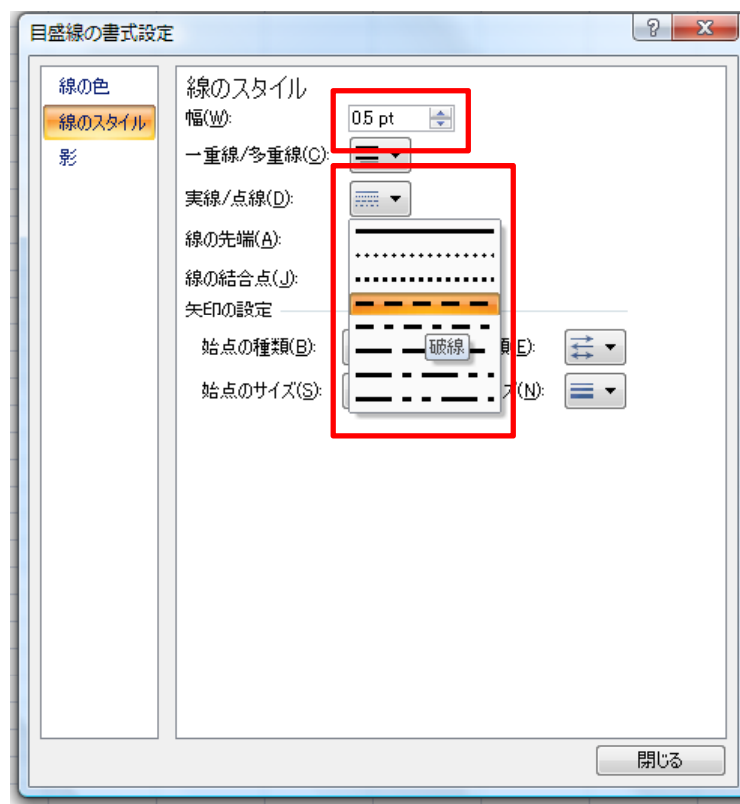 目盛線の書式設定
線の色
線のスタイル
影
線のスタイル
幅(W): 0.5 pt
一重線/多重線(C):
実線/点線(D):
線の先端(A):
線の結合点(J):
矢印の設定
始点の種類(B): 類(E):
破線
始点のサイズ(S): ズ(N):
閉じる